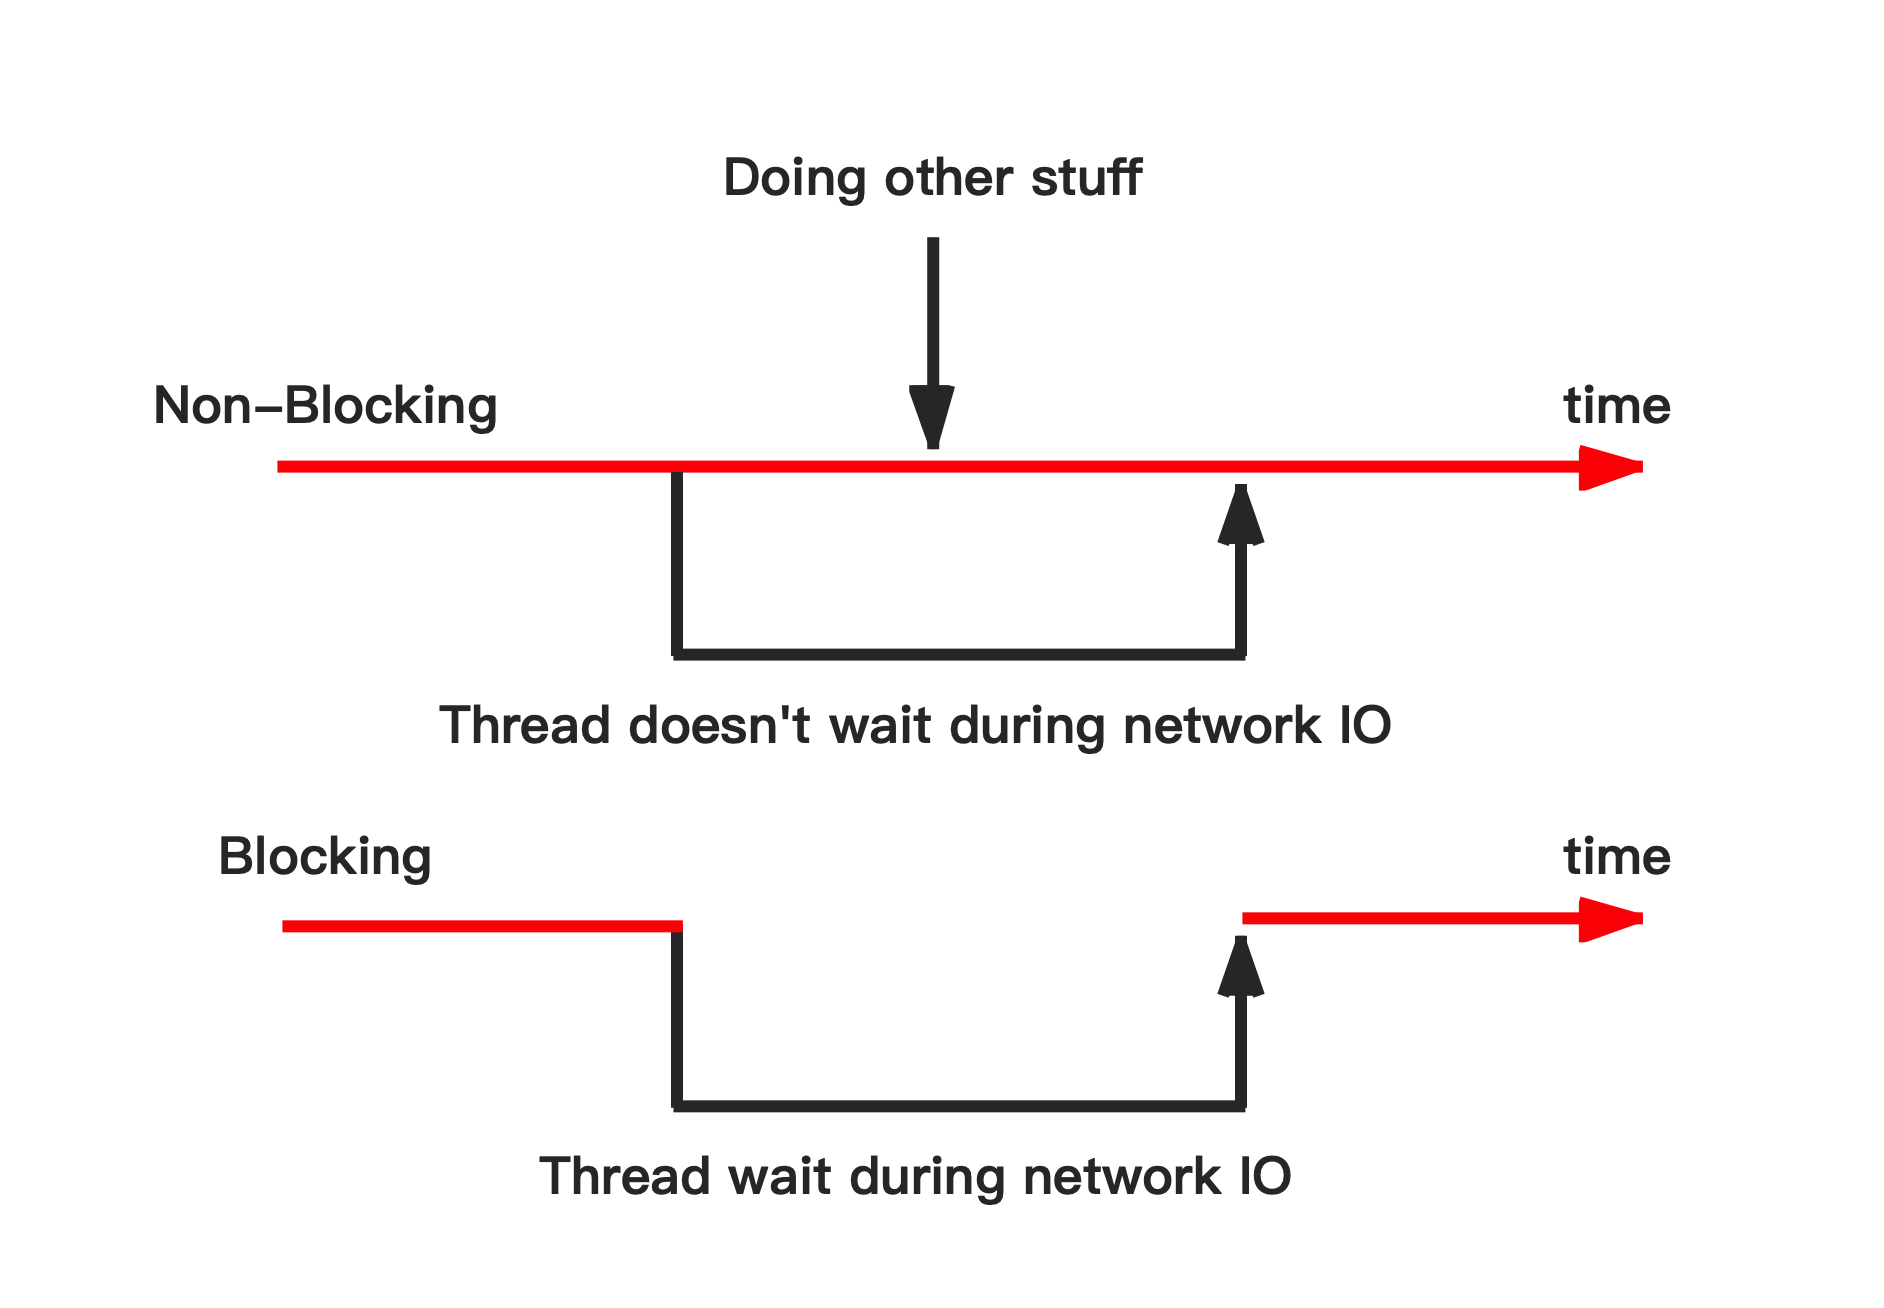 Doing other stuff
Non-Blocking
time
Thread doesn't wait during network IO
Blocking
time
Thread wait during network IO